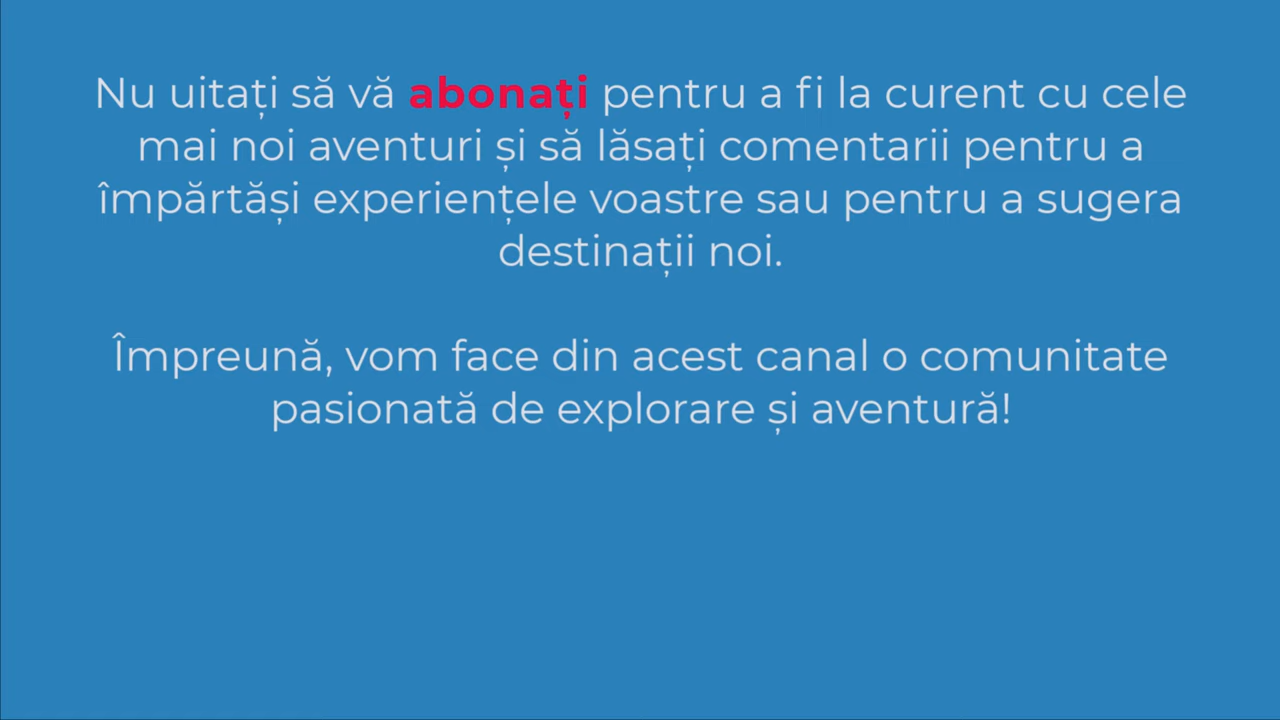 Nu uitați să vă abonați pentru a fi la curent cu cele
mai noi aventuri și să lăsați comentarii pentru a
împărtăși experiențele voastre sau pentru a sugera
destinații noi.
Împreună, vom face din acest canal o comunitate
pasionată de explorare și aventură!